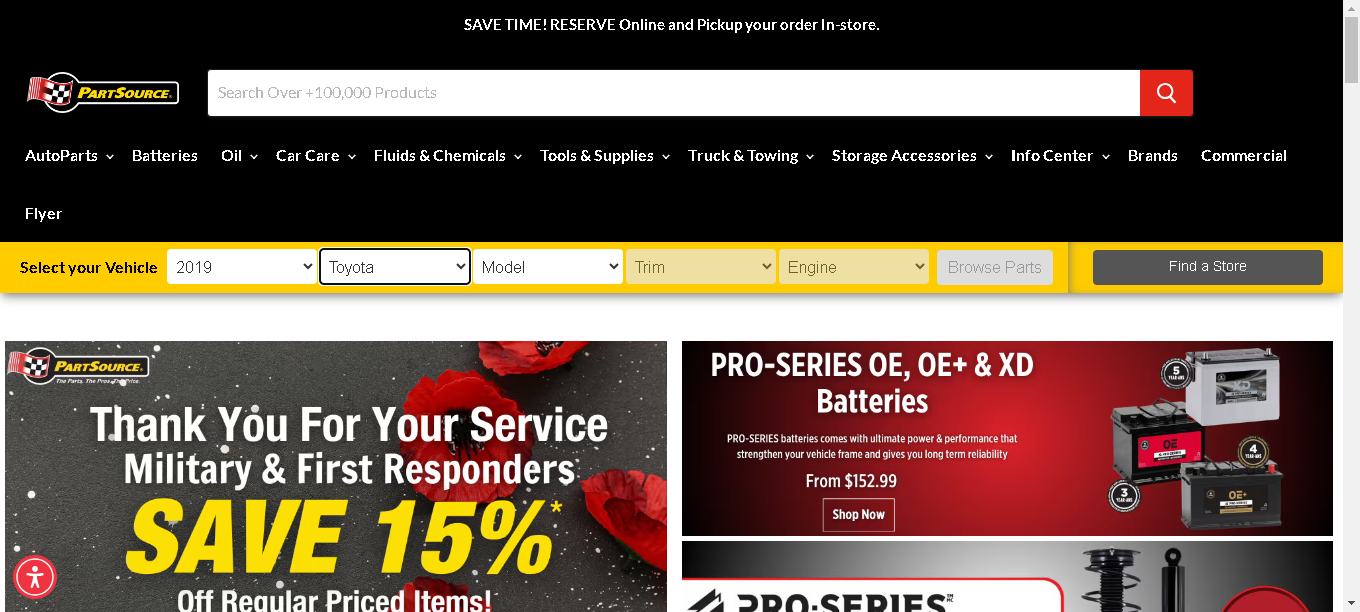 SAVE TIME! RESERVE Online and Pickup your order In-store.
PARTSOURCE
Search Over +100,000 Products
AutoParts Batteries Oil Car Care Fluids & Chemicals Tools & Supplies Truck & Towing Storage Accessories Info Center Brands Commercial
Flyer
Select your Vehicle 2019 Toyota Model Trim Engine Browse Parts Find a Store
PARTSOURCE
The Parts. The Pros. The Price.
Thank You For Your Service
Military & First Responders
SAVE 15%*
Off Regular Priced Items!
PRO-SERIES OE, OE+ & XD
Batteries
PRO-SERIES batteries comes with ultimate power & performance that
strengthen your vehicle frame and gives you long term reliability
From $152.99
Shop Now
5
YEAR-ANS
XD
OE
4
YEAR-ANS
3
YEAR-ANS
OE+
PRO-SERIES